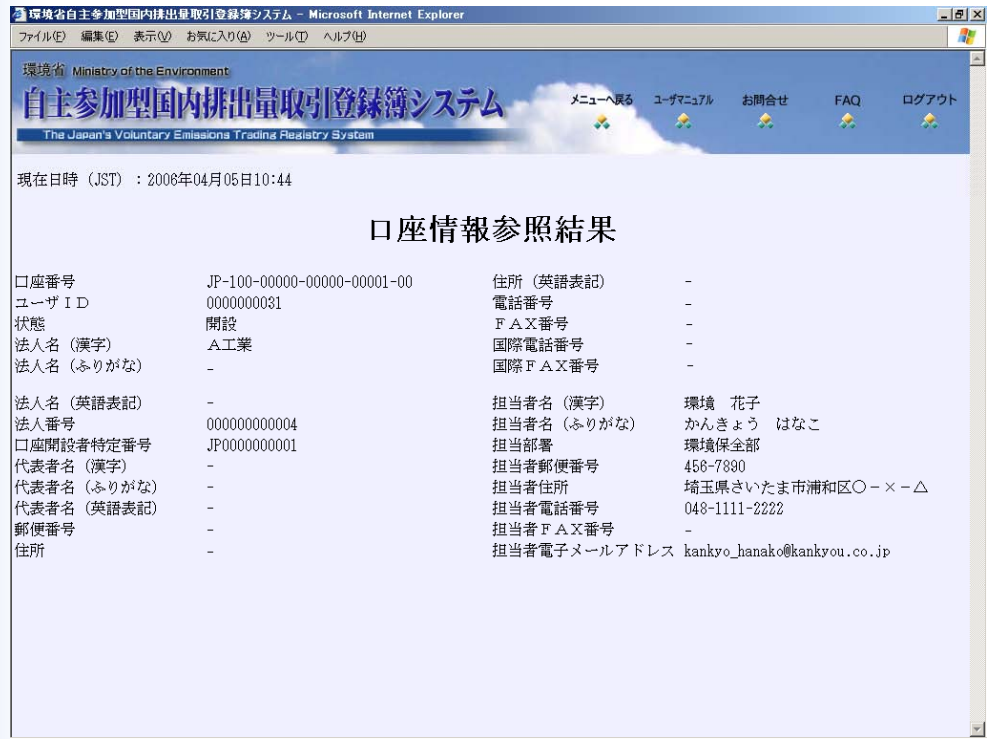 環境省自主参加型国内排出量取引登録簿システム - Microsoft Internet Explorer
ファイル(F) 編集(E) 表示(V) お気に入り(A) ツール(T) ヘルプ(H)
環境省 Ministry of the Environment
自主参加型国内排出量取引登録簿システム
The Japan's Voluntary Emissions Trading Registry System
メニューへ戻る ユーザマニュアル お問合せ FAQ ログアウト
現在日時 (JST) : 2006年04月05日10:44
口座情報参照結果
口座番号 JP-100-00000-00000-00001-00 住所 (英語表記) -
ユーザID 0000000031 電話番号 -
状態 開設 FAX番号 -
法人名 (漢字) A工業 国際電話番号 -
法人名 (ふりがな) - 国際FAX番号 -
法人名 (英語表記) - 担当者名 (漢字) 環境 花子
法人番号 000000000004 担当者名 (ふりがな) かんきょう はなこ
口座開設者特定番号 JP0000000001 担当部署 環境保全部
代表者名 (漢字) - 担当者郵便番号 456-7890
代表者名 (ふりがな) - 担当者住所 埼玉県さいたま市浦和区○-×-△
代表者名 (英語表記) - 担当者電話番号 048-1111-2222
郵便番号 - 担当者FAX番号 -
住所 - 担当者電子メールアドレス kankyo_hanako@kankyou.co.jp